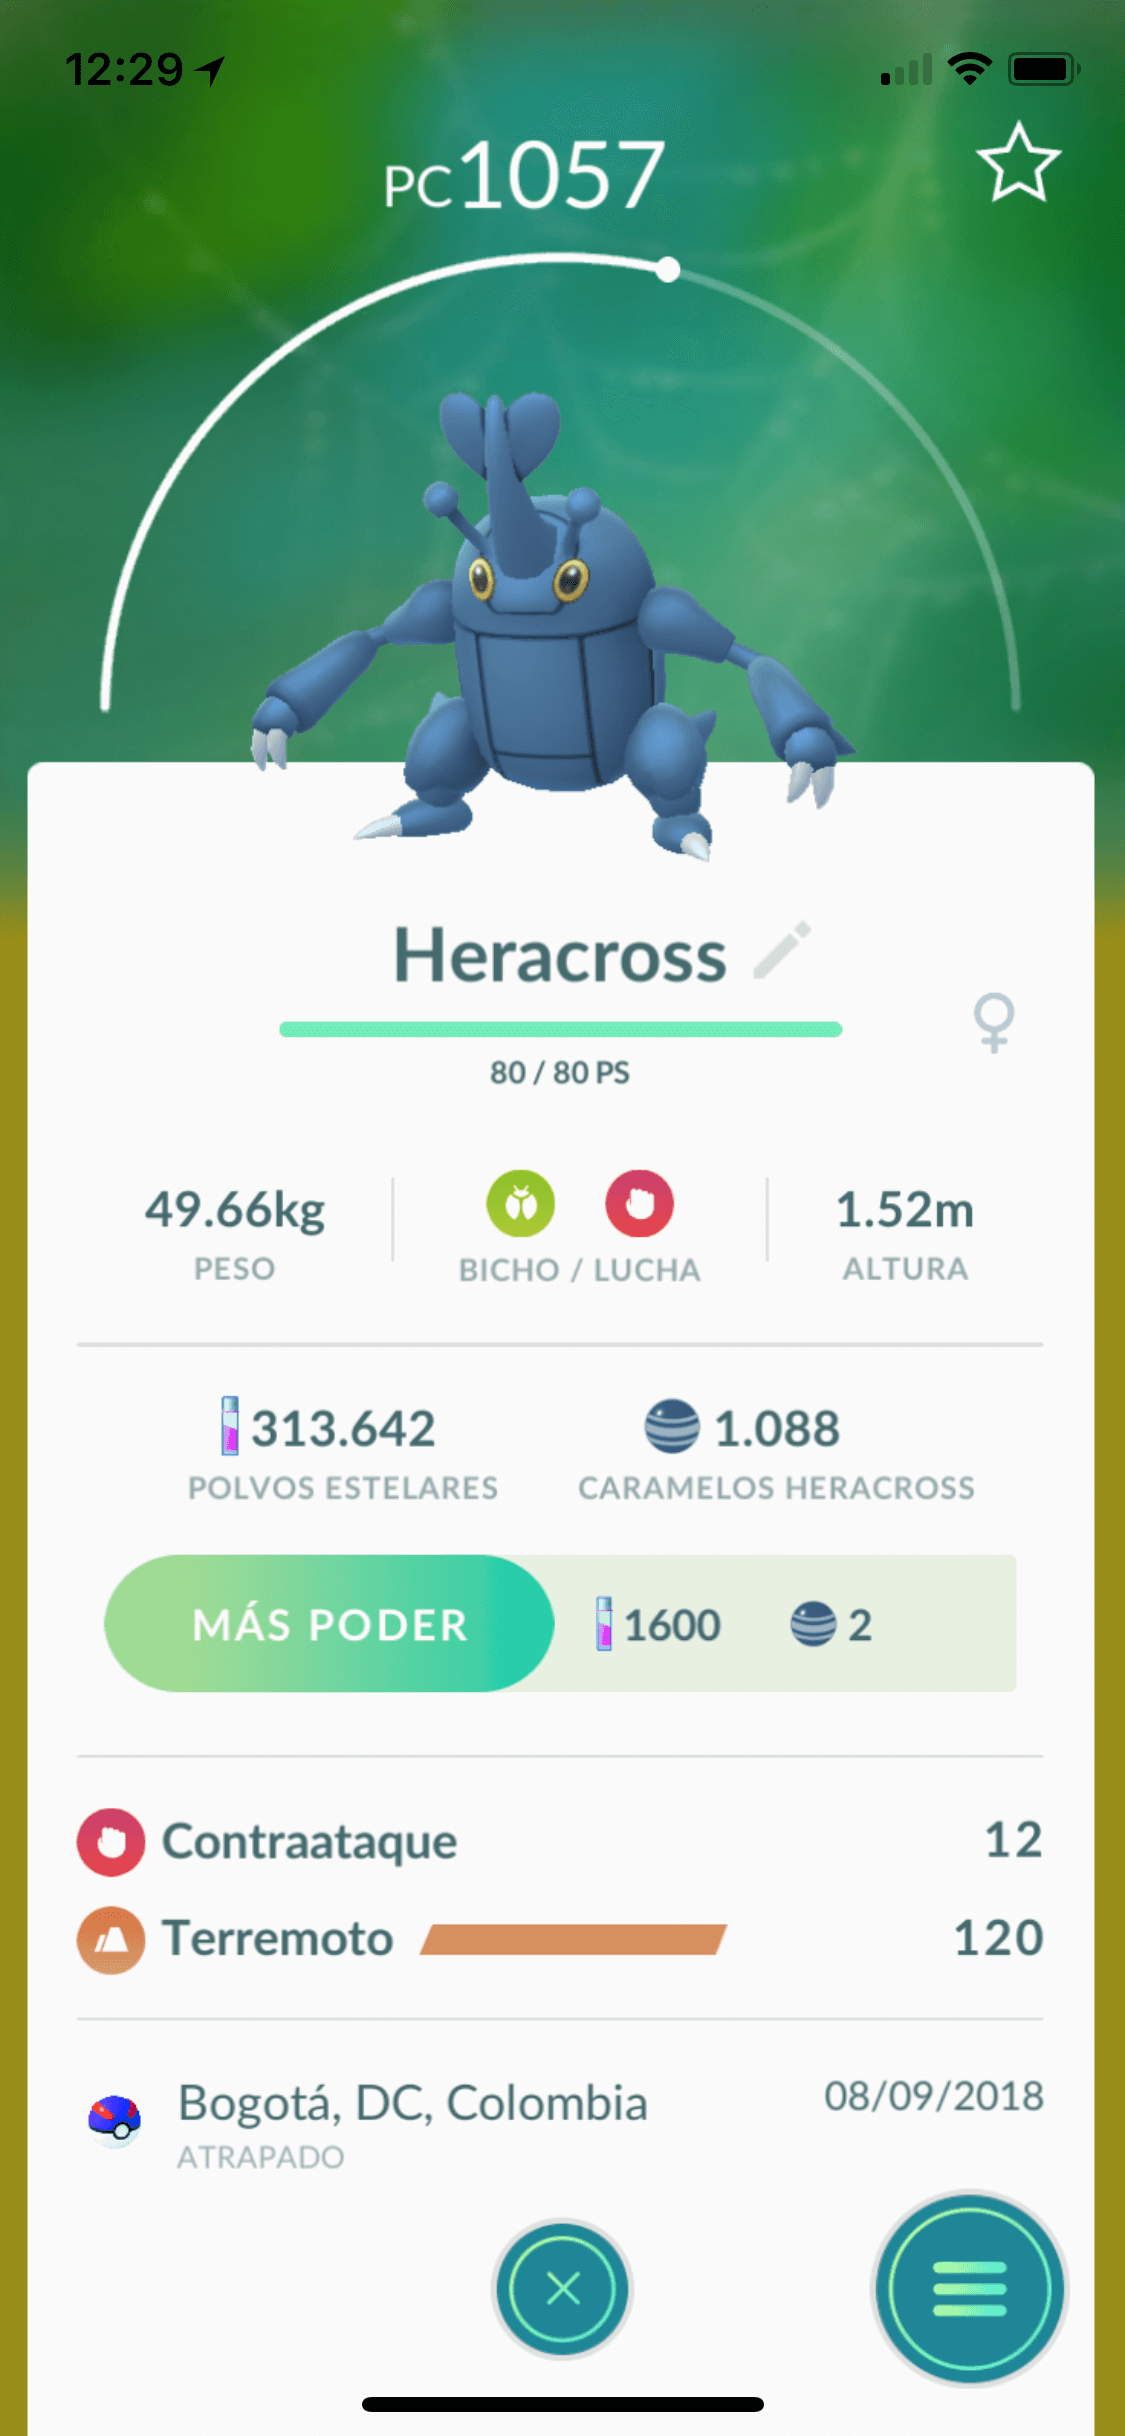 12:29
PC1057
Heracross
80 / 80 PS
49.66kg
PESO
BICHO / LUCHA
1.52m
ALTURA
313.642
POLVOS ESTELARES
1.088
CARAMELOS HERACROSS
MÁS PODER 1600 2
Contraataque 12
Terremoto 120
Bogotá, DC, Colombia 08/09/2018
ATRAPADO